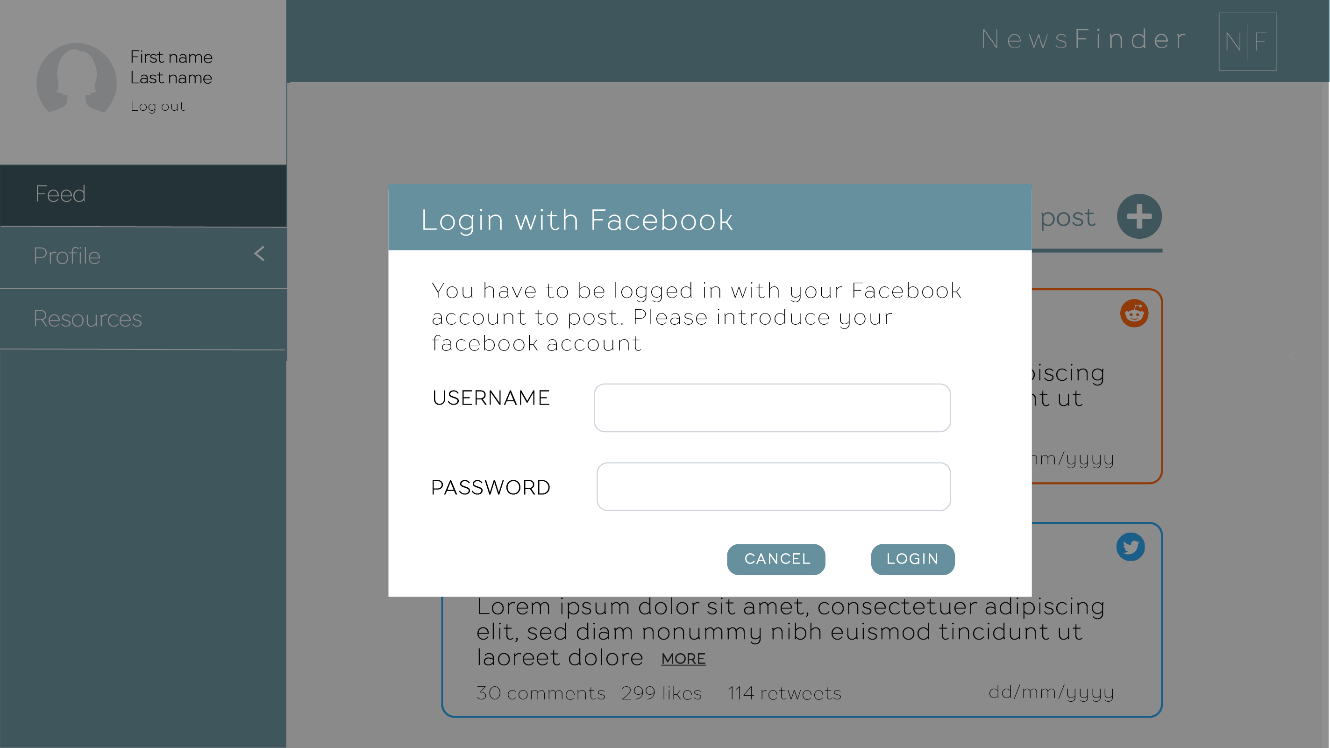 First name
Last name
Log out
NewsFinder
N|F
Feed
Profile <
Resources
post
Login with Facebook
You have to be logged in with your Facebook
account to post. Please introduce your
facebook account
USERNAME
PASSWORD
CANCEL LOGIN
ut
mm/yyyy
Lorem ipsum dolor sit amet, consectetuer adipiscing
elit, sed diam nonummy nibh euismod tincidunt ut
laoreet dolore MORE
30 comments 299 likes 114 retweets dd/mm/yyyy